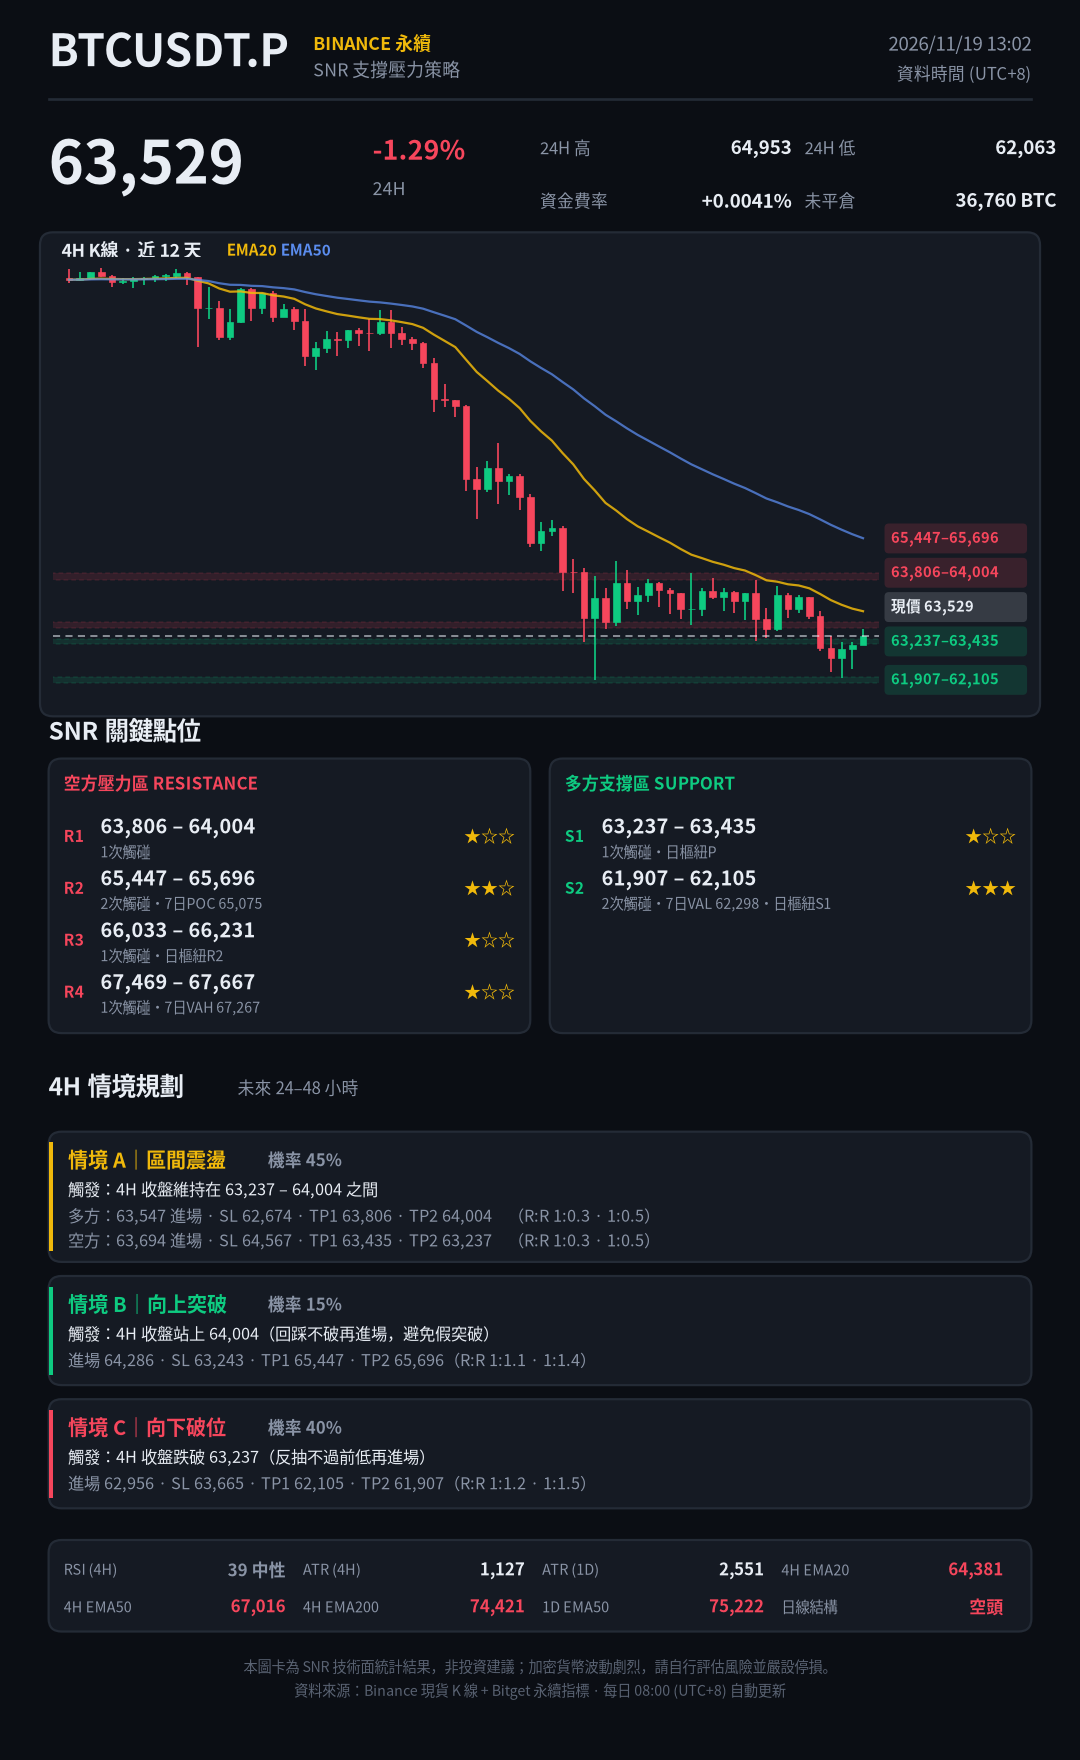 BTCUSDT.P
BINANCE 永續
SNR 支撐壓力策略
2026/11/19 13:02
資料時間 (UTC+8)
63,529
-1.29%
24H
24H 高 64,953 24H 低 62,063
資金費率 +0.0041% 未平倉 36,760 BTC
4H K線 · 近 12 天 EMA20 EMA50
65,447–65,696
63,806–64,004
現價 63,529
63,237–63,435
61,907–62,105
SNR 關鍵點位
空方壓力區 RESISTANCE
R1 63,806 – 64,004 ★☆☆
1次觸碰
R2 65,447 – 65,696 ★★☆
2次觸碰・7日POC 65,075
R3 66,033 – 66,231 ★☆☆
1次觸碰・日樞紐R2
R4 67,469 – 67,667 ★☆☆
1次觸碰・7日VAH 67,267
多方支撐區 SUPPORT
S1 63,237 – 63,435 ★☆☆
1次觸碰・日樞紐P
S2 61,907 – 62,105 ★★★
2次觸碰・7日VAL 62,298・日樞紐S1
4H 情境規劃 未來 24–48 小時
情境 A｜區間震盪 機率 45%
觸發：4H 收盤維持在 63,237 – 64,004 之間
多方：63,547 進場 · SL 62,674 · TP1 63,806 · TP2 64,004 （R:R 1:0.3 · 1:0.5）
空方：63,694 進場 · SL 64,567 · TP1 63,435 · TP2 63,237 （R:R 1:0.3 · 1:0.5）
情境 B｜向上突破 機率 15%
觸發：4H 收盤站上 64,004（回踩不破再進場，避免假突破）
進場 64,286 · SL 63,243 · TP1 65,447 · TP2 65,696（R:R 1:1.1 · 1:1.4）
情境 C｜向下破位 機率 40%
觸發：4H 收盤跌破 63,237（反抽不過前低再進場）
進場 62,956 · SL 63,665 · TP1 62,105 · TP2 61,907（R:R 1:1.2 · 1:1.5）
RSI (4H) 39 中性 ATR (4H) 1,127 ATR (1D) 2,551 4H EMA20 64,381
4H EMA50 67,016 4H EMA200 74,421 1D EMA50 75,222 日線結構 空頭
本圖卡為 SNR 技術面統計結果，非投資建議；加密貨幣波動劇烈，請自行評估風險並嚴設停損。
資料來源：Binance 現貨 K 線 + Bitget 永續指標 · 每日 08:00 (UTC+8) 自動更新